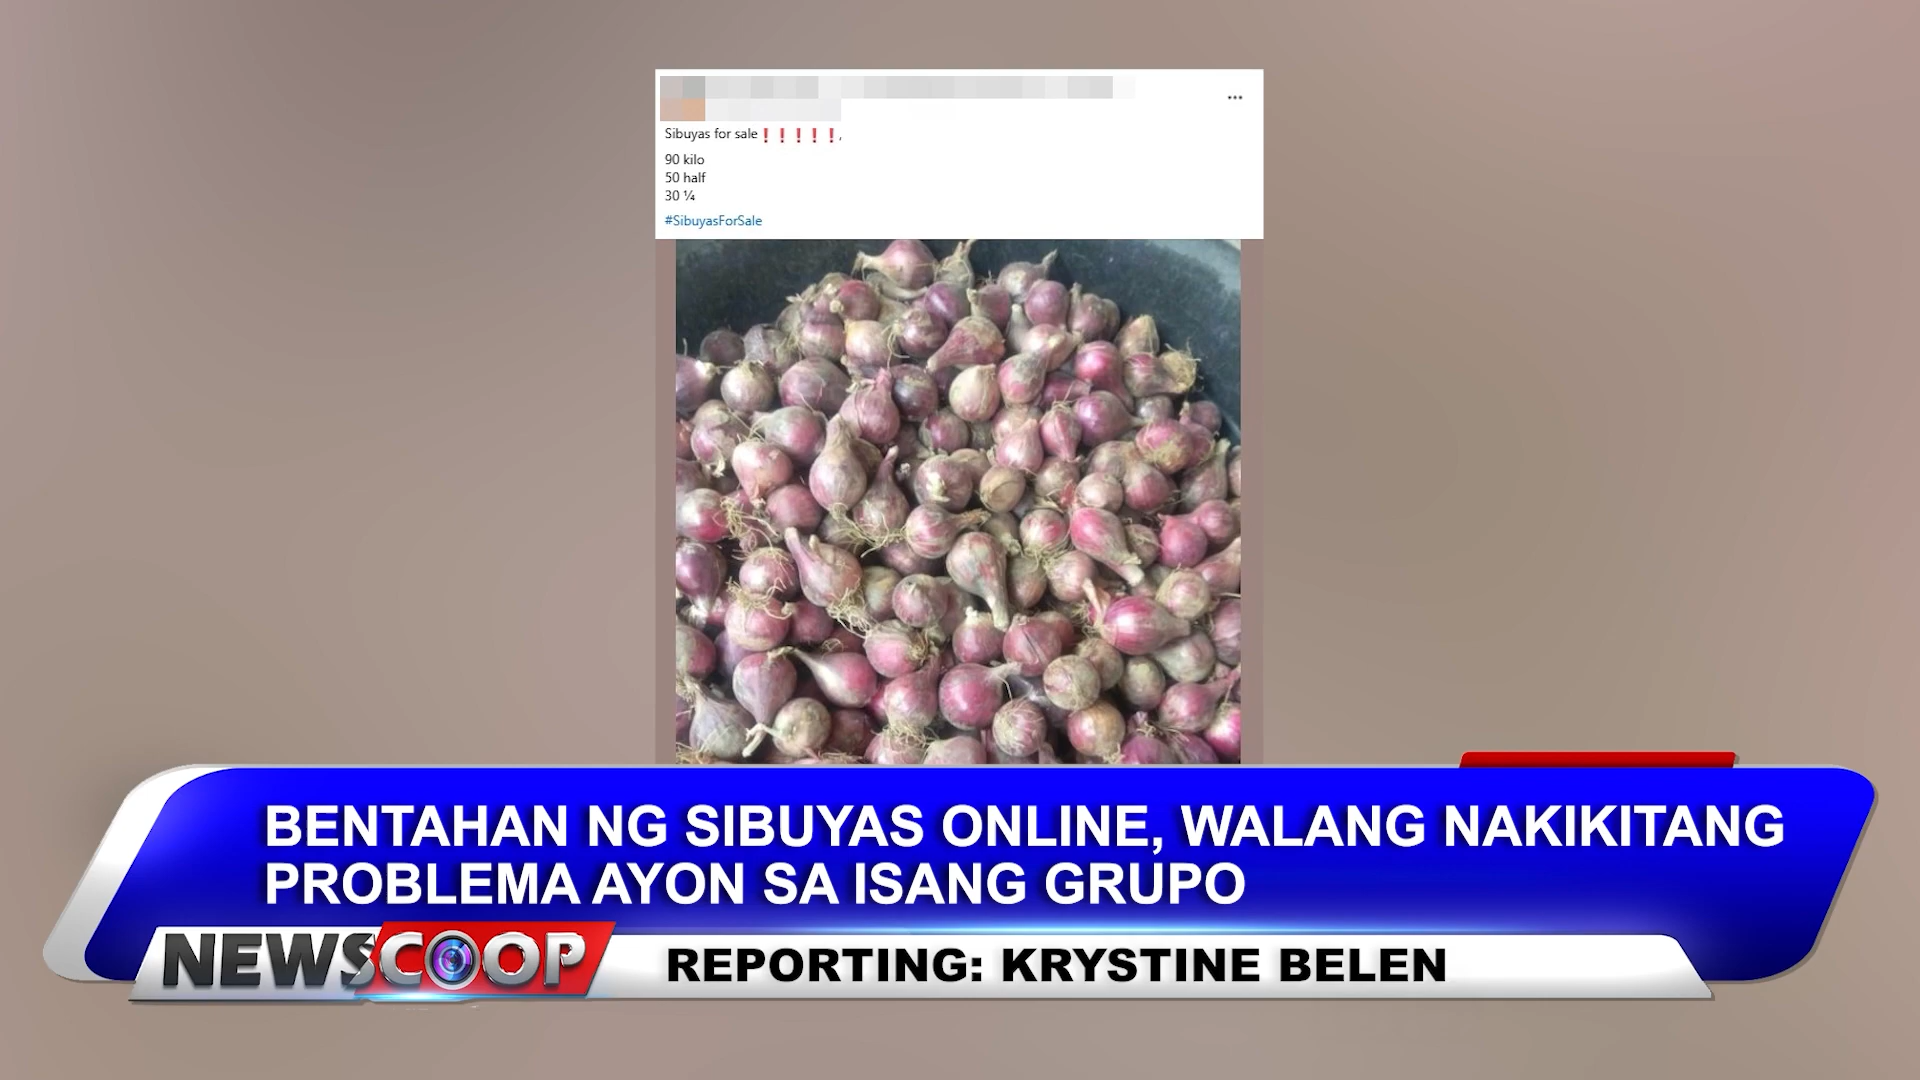 Sibuyas for sale❗❗❗❗❗,
90 kilo
50 half
30 ¼
#SibuyasForSale
BENTAHAN NG SIBUYAS ONLINE, WALANG NAKIKITANG
PROBLEMA AYON SA ISANG GRUPO
NEWSCOOP
REPORTING: KRYSTINE BELEN